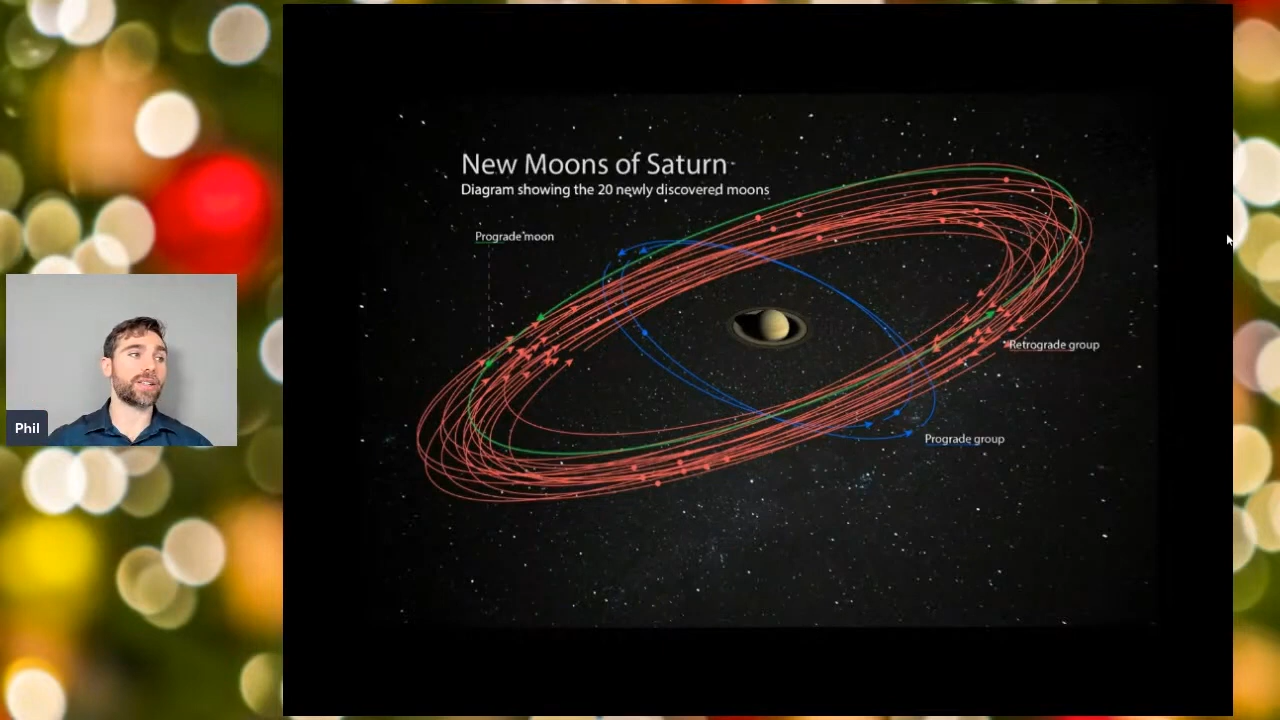 New Moons of Saturn
Diagram showing the 20 newly discovered moons
Prograde moon
Retrograde group
Prograde group
Phil